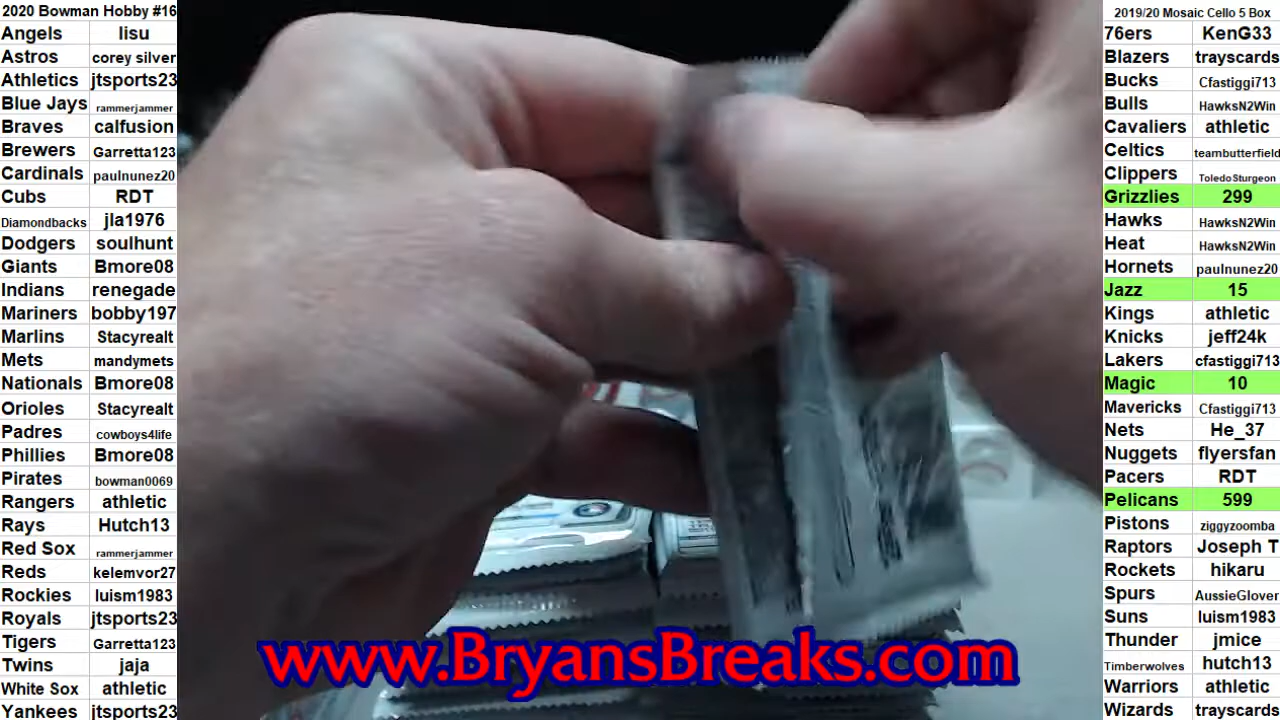 2020 Bowman Hobby #16
Angels lisu
Astros corey silver
Athletics jtsports23
Blue Jays rammerjammer
Braves calfusion
Brewers Garretta123
Cardinals paulnunez20
Cubs RDT
Diamondbacks jla1976
Dodgers soulhunt
Giants Bmore08
Indians renegade
Mariners bobby197
Marlins Stacyrealt
Mets mandymets
Nationals Bmore08
Orioles Stacyrealt
Padres cowboys4life
Phillies Bmore08
Pirates bowman0069
Rangers athletic
Rays Hutch13
Red Sox rammerjammer
Reds kelemvor27
Rockies luism1983
Royals jtsports23
Tigers Garretta123
Twins jaja
White Sox athletic
Yankees jtsports23
www.BryansBreaks.com
2019/20 Mosaic Cello 5 Box
76ers KenG33
Blazers trayscards
Bucks Cfastiggi713
Bulls HawksN2Win
Cavaliers athletic
Celtics teambutterfield
Clippers ToledoSturgeon
Grizzlies 299
Hawks HawksN2Win
Heat HawksN2Win
Hornets paulnunez20
Jazz 15
Kings athletic
Knicks jeff24k
Lakers cfastiggi713
Magic 10
Mavericks Cfastiggi713
Nets He_37
Nuggets flyersfan
Pacers RDT
Pelicans 599
Pistons ziggyzoomba
Raptors Joseph T
Rockets hikaru
Spurs AussieGlover
Suns luism1983
Thunder jmice
Timberwolves hutch13
Warriors athletic
Wizards trayscards